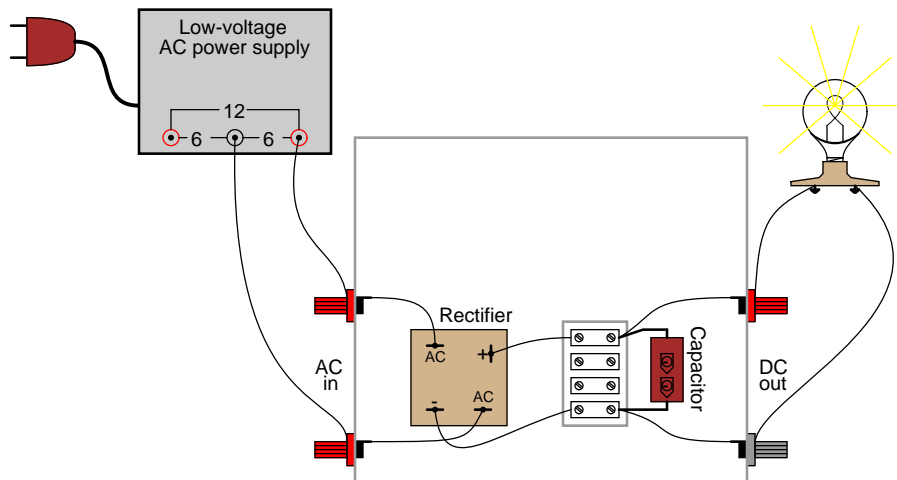 Low-voltage
AC power supply
12
6 6
Rectifier
AC
+
-
AC
AC
in
Capacitor
DC
out